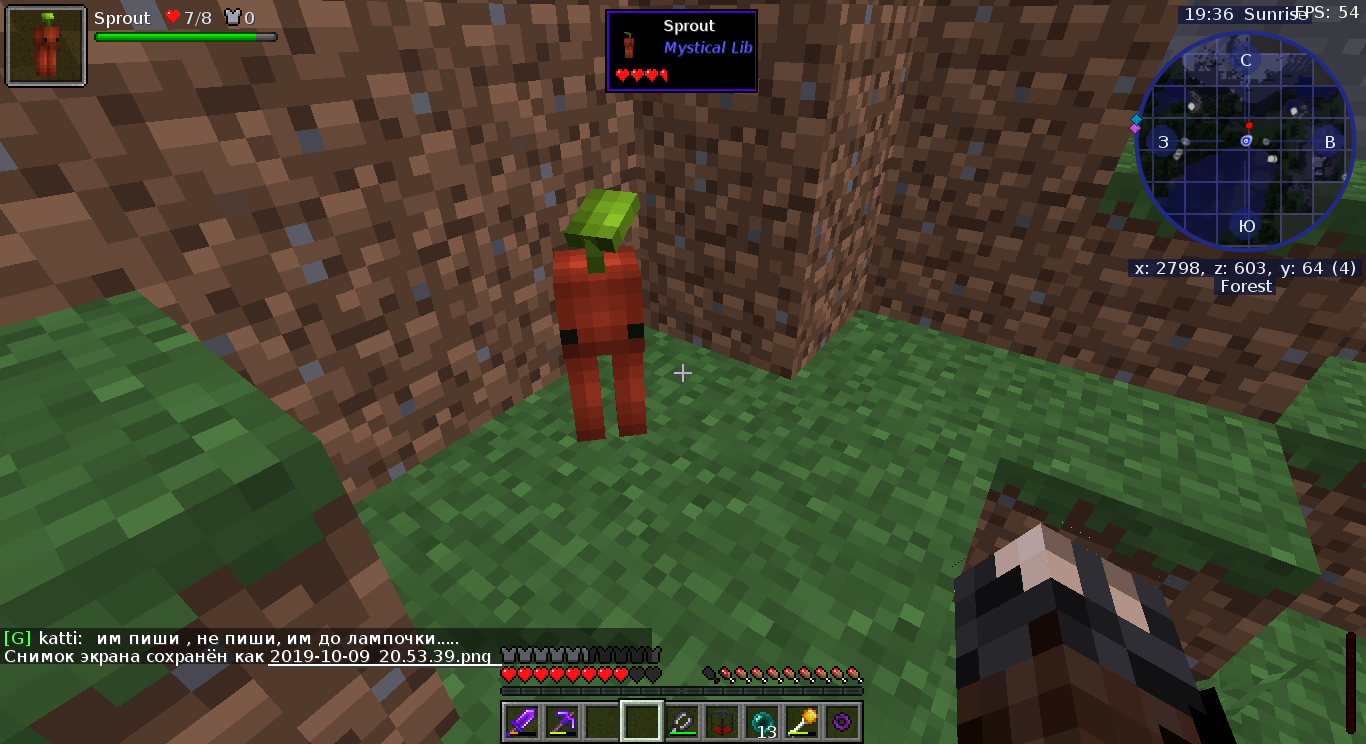 Sprout 7/8 0
Sprout
Mystical Lib
19:36 Sunrise
FPS: 54
С
З
В
Ю
x: 2798, z: 603, y: 64 (4)
Forest
[G] katti: им пиши , не пиши, им до лампочки.....
Снимок экрана сохранён как 2019-10-09_20.53.39.png
13